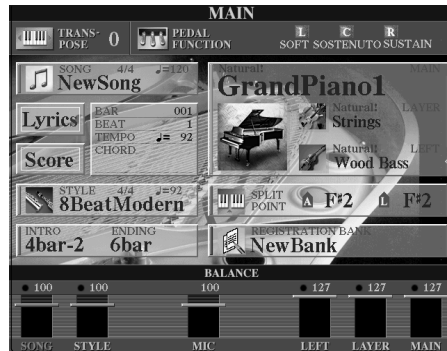 MAIN
TRANS-
POSE 0
PEDAL
FUNCTION
L C R
SOFT SOSTENUTO SUSTAIN
SONG 4/4 ♩=120
NewSong
Lyrics
Score
BAR 001
BEAT 1
TEMPO ♩= 92
CHORD
Natural! MAIN
GrandPiano1
Natural! LAYER
Strings
Natural! LEFT
Wood Bass
STYLE 4/4 ♩=92
8BeatModern
SPLIT
POINT A F♯2 L F♯2
INTRO ENDING
4bar-2 6bar
REGISTRATION BANK
NewBank
BALANCE
100 100 100 127 127 127
SONG STYLE MIC LEFT LAYER MAIN